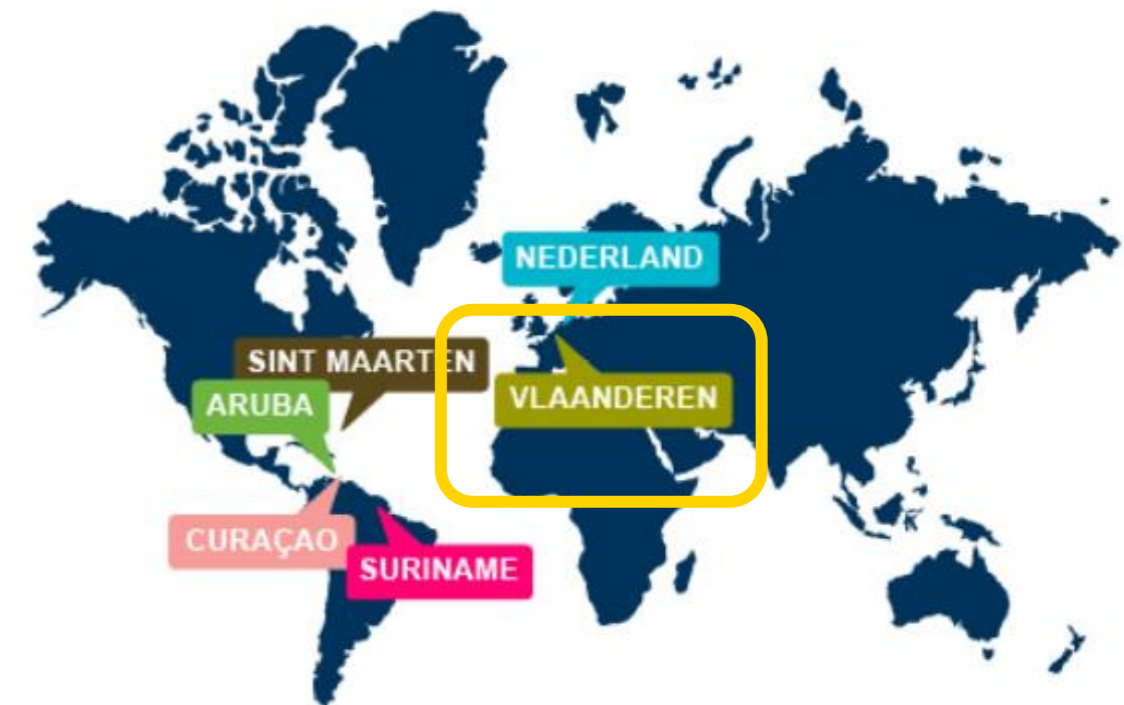 NEDERLAND
SINT MAARTEN
ARUBA
VLAANDEREN
CURAÇAO
SURINAME